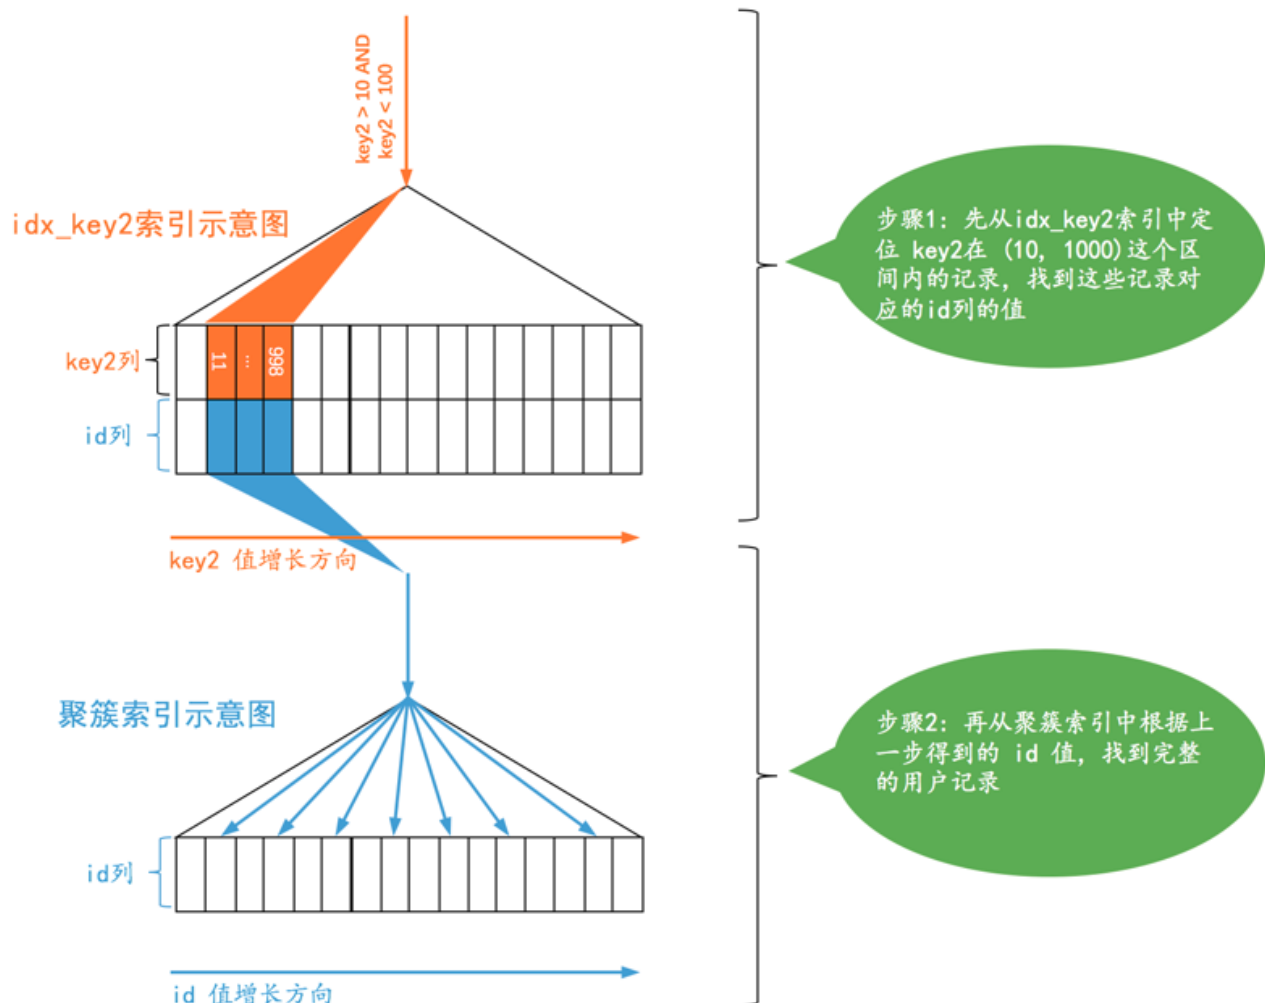 key2 > 10 AND
key2 < 100
idx_key2索引示意图
步骤1: 先从idx_key2索引中定
位 key2在 (10, 1000)这个区
间内的记录, 找到这些记录对
应的id列的值
key2列
11
...
998
id列
key2 值增长方向
聚簇索引示意图
步骤2: 再从聚簇索引中根据上
一步得到的 id 值, 找到完整
的用户记录
id列
id 值增长方向